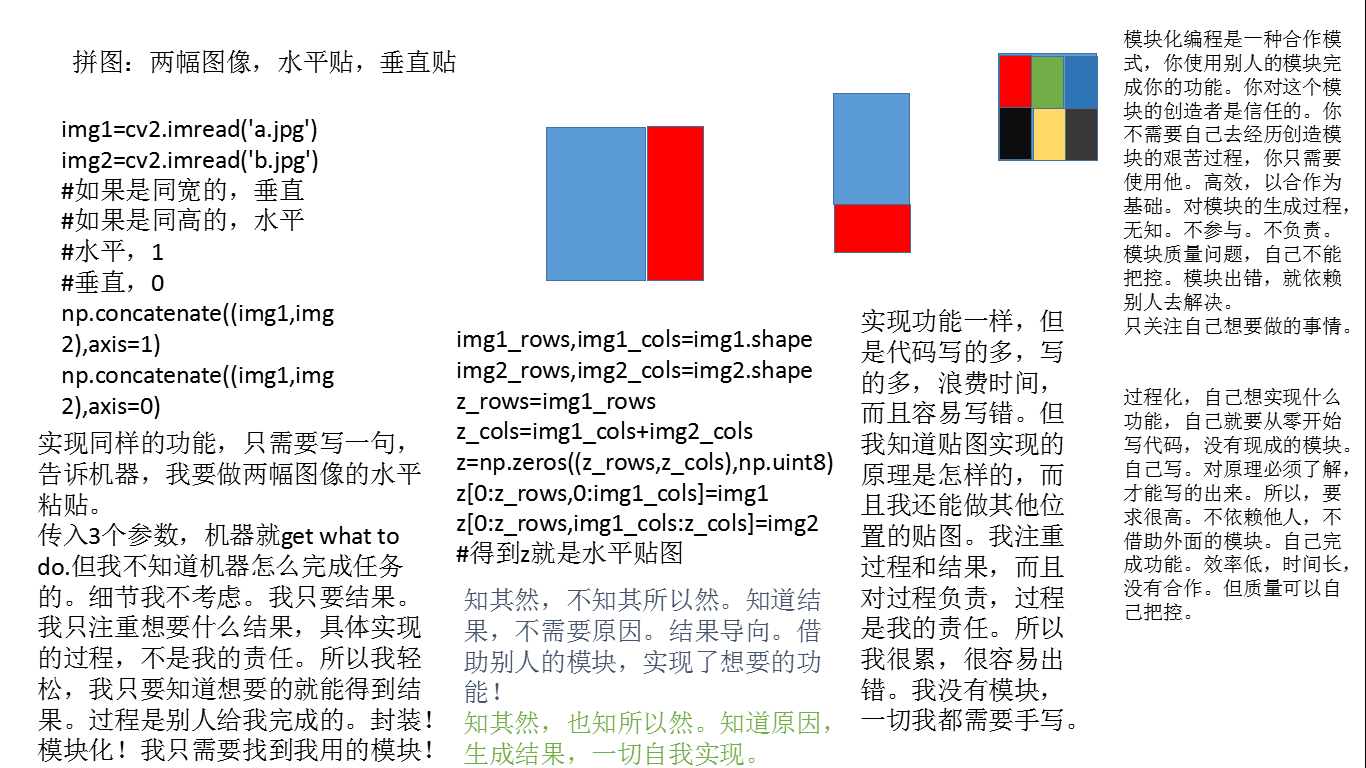 拼图：两幅图像，水平贴，垂直贴
img1=cv2.imread('a.jpg')
img2=cv2.imread('b.jpg')
#如果是同宽的，垂直
#如果是同高的，水平
#水平，1
#垂直，0
np.concatenate((img1,img
2),axis=1)
np.concatenate((img1,img
2),axis=0)
实现同样的功能，只需要写一句，
告诉机器，我要做两幅图像的水平
粘贴。
传入3个参数，机器就get what to
do.但我不知道机器怎么完成任务
的。细节我不考虑。我只要结果。
我只注重想要什么结果，具体实现
的过程，不是我的责任。所以我轻
松，我只要知道想要的就能得到结
果。过程是别人给我完成的。封装！
模块化！我只需要找到我用的模块！
img1_rows,img1_cols=img1.shape
img2_rows,img2_cols=img2.shape
z_rows=img1_rows
z_cols=img1_cols+img2_cols
z=np.zeros((z_rows,z_cols),np.uint8)
z[0:z_rows,0:img1_cols]=img1
z[0:z_rows,img1_cols:z_cols]=img2
#得到z就是水平贴图
知其然，不知其所以然。知道结
果，不需要原因。结果导向。借
助别人的模块，实现了想要的功
能！
知其然，也知所以然。知道原因，
生成结果，一切自我实现。
实现功能一样，但
是代码写的多，写
的多，浪费时间，
而且容易写错。但
我知道贴图实现的
原理是怎样的，而
且我还能做其他位
置的贴图。我注重
过程和结果，而且
对过程负责，过程
是我的责任。所以
我很累，很容易出
错。我没有模块，
一切我都需要手写。
模块化编程是一种合作模
式，你使用别人的模块完
成你的功能。你对这个模
块的创造者是信任的。你
不需要自己去经历创造模
块的艰苦过程，你只需要
使用他。高效，以合作为
基础。对模块的生成过程，
无知。不参与。不负责。
模块质量问题，自己不能
把控。模块出错，就依赖
别人去解决。
只关注自己想要做的事情。
过程化，自己想实现什么
功能，自己就要从零开始
写代码，没有现成的模块。
自己写。对原理必须了解，
才能写的出来。所以，要
求很高。不依赖他人，不
借助外面的模块。自己完
成功能。效率低，时间长，
没有合作。但质量可以自
己把控。